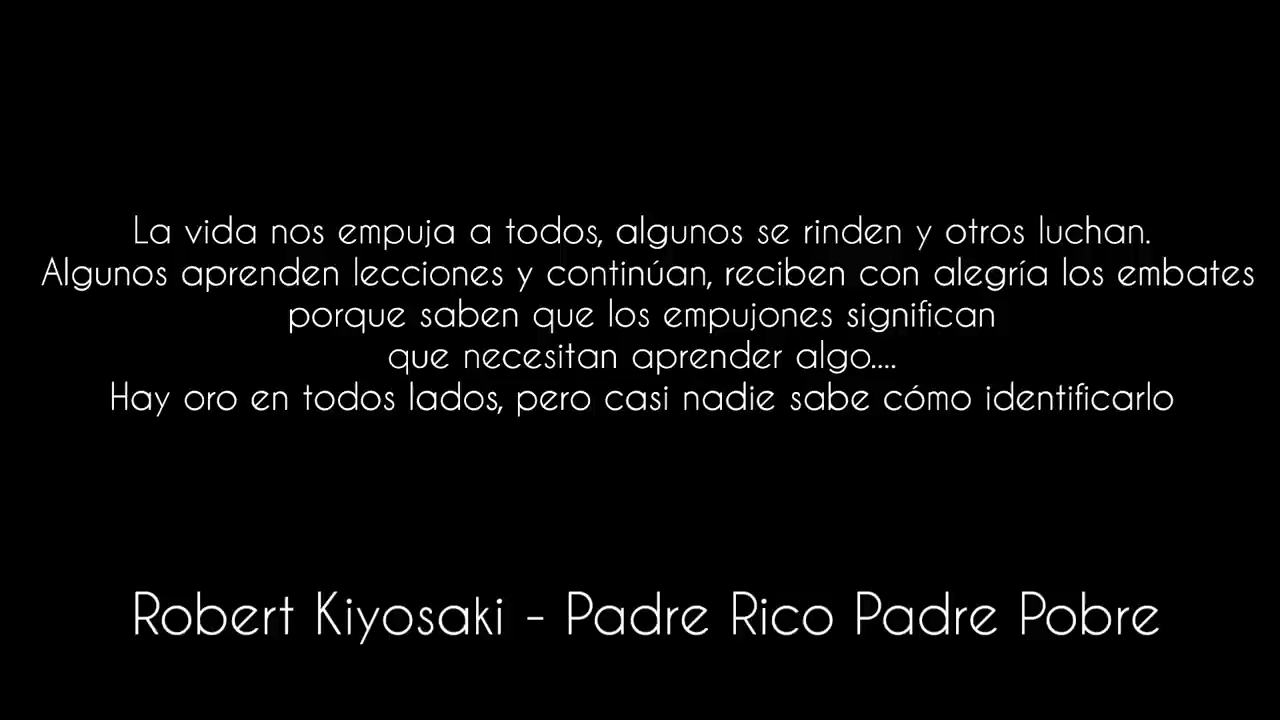 La vida nos empuja a todos, algunos se rinden y otros luchan.
Algunos aprenden lecciones y continúan, reciben con alegría los embates
porque saben que los empujones significan
que necesitan aprender algo....
Hay oro en todos lados, pero casi nadie sabe cómo identificarlo
Robert Kiyosaki - Padre Rico Padre Pobre